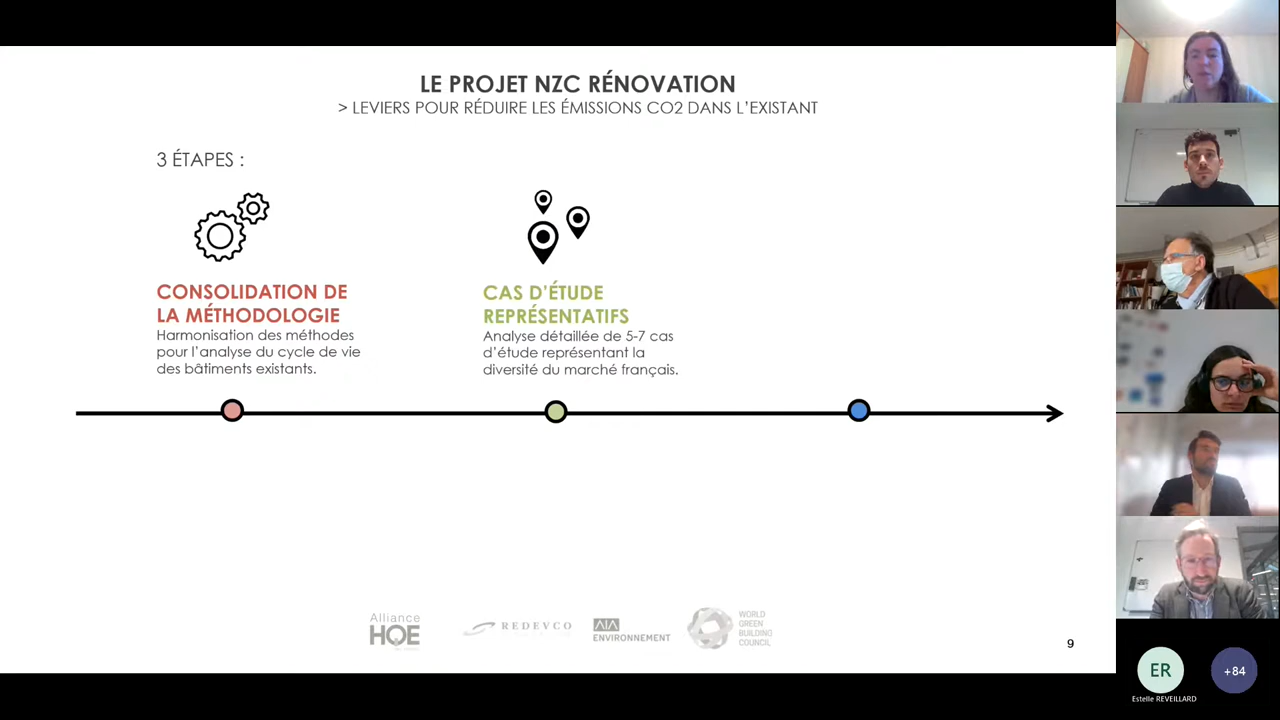 LE PROJET NZC RÉNOVATION
> LEVIERS POUR RÉDUIRE LES ÉMISSIONS CO2 DANS L'EXISTANT
3 ÉTAPES :
CONSOLIDATION DE
LA MÉTHODOLOGIE
Harmonisation des méthodes
pour l'analyse du cycle de vie
des bâtiments existants.
CAS D'ÉTUDE
REPRÉSENTATIFS
Analyse détaillée de 5-7 cas
d'étude représentant la
diversité du marché français.
Alliance
HQE
REDEVCO
AIA
ENVIRONNEMENT
WORLD
GREEN
BUILDING
COUNCIL
9
ER
Estelle REVEILLARD
+84